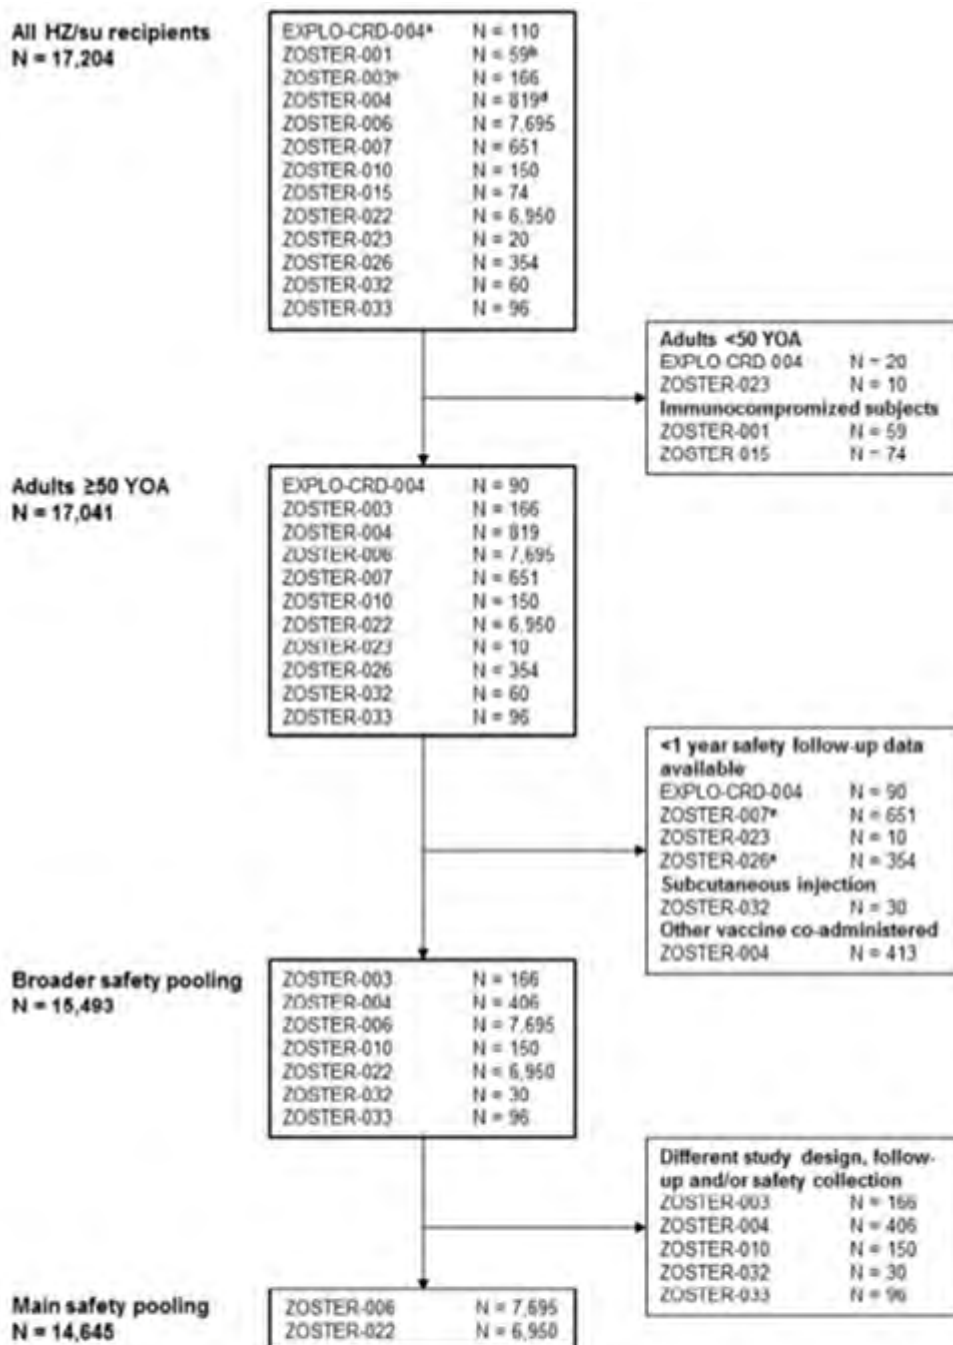 All HZ/su recipients
N = 17,204
EXPLO-CRD-004ᵃ N = 110
ZOSTER-001 N = 59ᵇ
ZOSTER-003ᶜ N = 166
ZOSTER-004 N = 819ᵈ
ZOSTER-006 N = 7,695
ZOSTER-007 N = 651
ZOSTER-010 N = 150
ZOSTER-015 N = 74
ZOSTER-022 N = 6,950
ZOSTER-023 N = 20
ZOSTER-026 N = 354
ZOSTER-032 N = 60
ZOSTER-033 N = 96
Adults <50 YOA
EXPLO CRD 004 N = 20
ZOSTER-023 N = 10
Immunocompromized subjects
ZOSTER-001 N = 59
ZOSTER 015 N = 74
Adults ≥50 YOA
N = 17,041
EXPLO-CRD-004 N = 90
ZOSTER-003 N = 166
ZOSTER-004 N = 819
ZOSTER-006 N = 7,695
ZOSTER-007 N = 651
ZOSTER-010 N = 150
ZOSTER-022 N = 6,950
ZOSTER-023 N = 10
ZOSTER-026 N = 354
ZOSTER-032 N = 60
ZOSTER-033 N = 96
<1 year safety follow-up data
available
EXPLO-CRD-004 N = 90
ZOSTER-007ᵉ N = 651
ZOSTER-023 N = 10
ZOSTER-026ᵉ N = 354
Subcutaneous injection
ZOSTER-032 N = 30
Other vaccine co-administered
ZOSTER-004 N = 413
Broader safety pooling
N = 15,493
ZOSTER-003 N = 166
ZOSTER-004 N = 406
ZOSTER-006 N = 7,695
ZOSTER-010 N = 150
ZOSTER-022 N = 6,950
ZOSTER-032 N = 30
ZOSTER-033 N = 96
Different study design, follow-
up and/or safety collection
ZOSTER-003 N = 166
ZOSTER-004 N = 406
ZOSTER-010 N = 150
ZOSTER-032 N = 30
ZOSTER-033 N = 96
Main safety pooling
N = 14,645
ZOSTER-006 N = 7,695
ZOSTER-022 N = 6,950